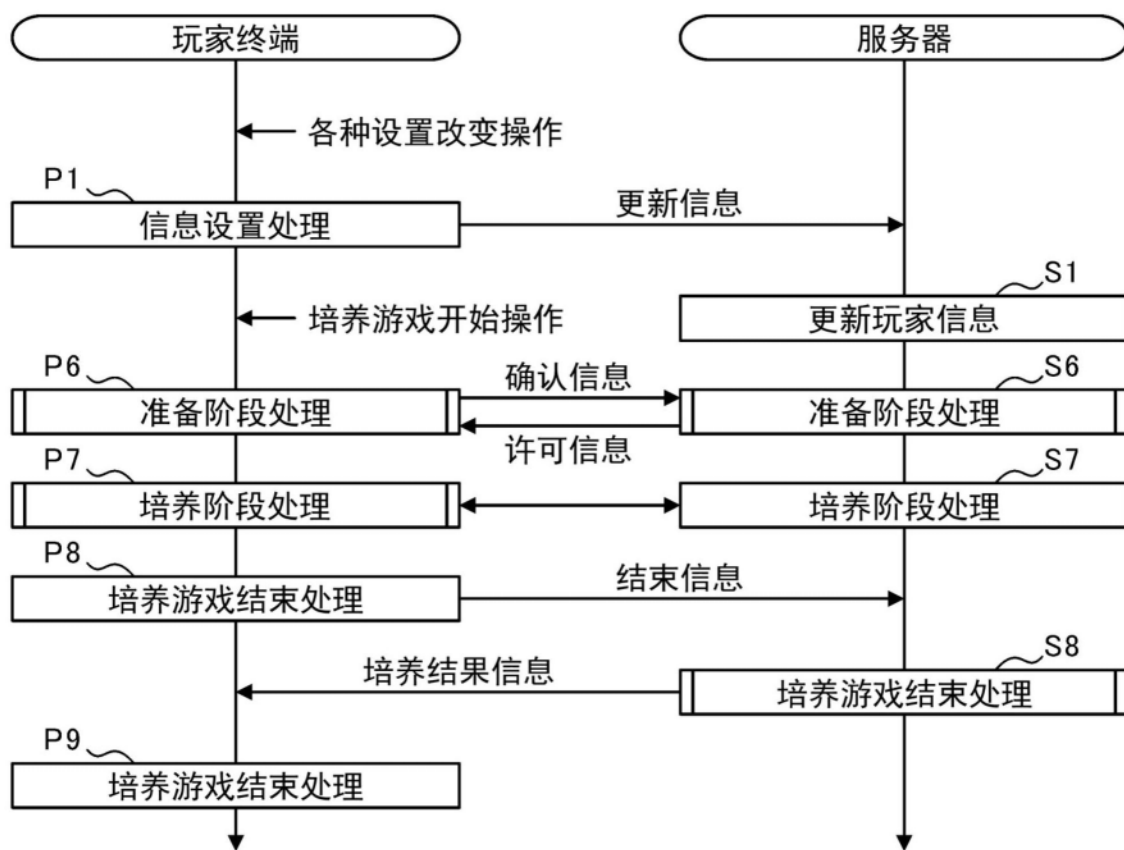 玩家终端
服务器
各种设置改变操作
P1
信息设置处理
更新信息
S1
培养游戏开始操作
更新玩家信息
P6
确认信息
S6
准备阶段处理
准备阶段处理
许可信息
P7
S7
培养阶段处理
培养阶段处理
P8
培养游戏结束处理
结束信息
S8
培养结果信息
培养游戏结束处理
P9
培养游戏结束处理